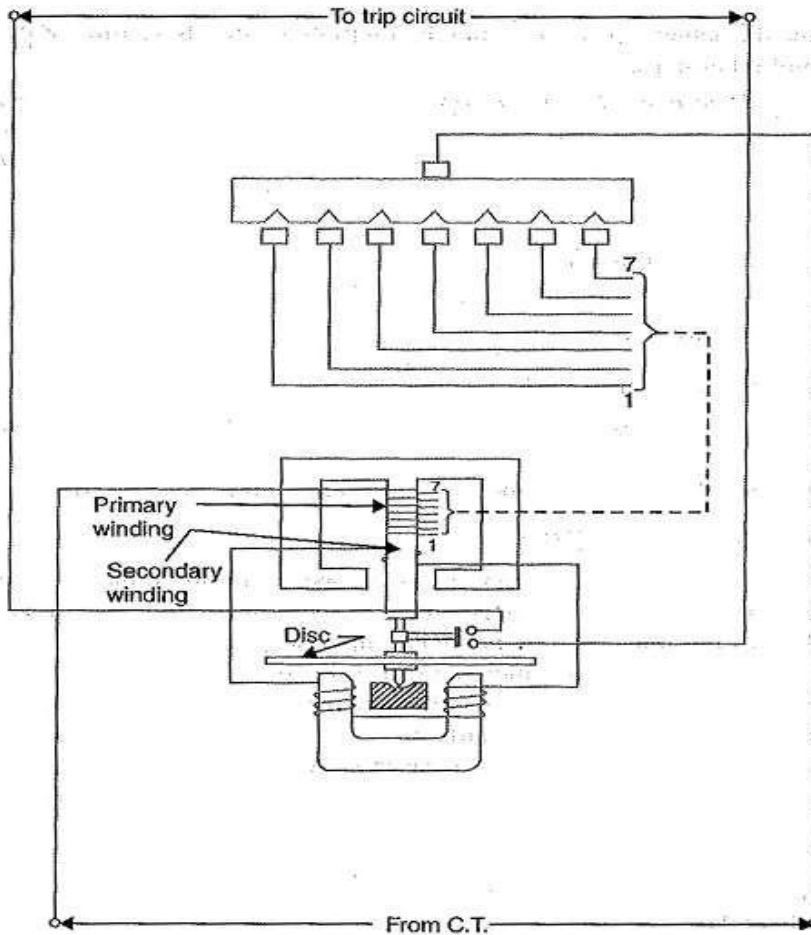 To trip circuit
7
1
7
Primary
winding
1
Secondary
winding
Disc
From C.T.